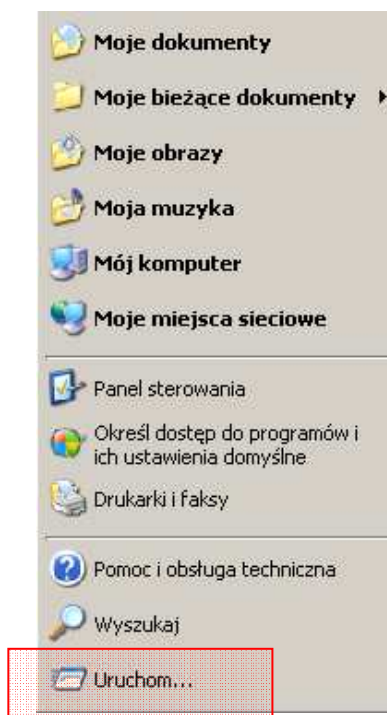 Moje dokumenty
Moje bieżące dokumenty
Moje obrazy
Moja muzyka
Mój komputer
Moje miejsca sieciowe
Panel sterowania
Określ dostęp do programów i
ich ustawienia domyślne
Drukarki i faksy
Pomoc i obsługa techniczna
Wyszukaj
Uruchom...